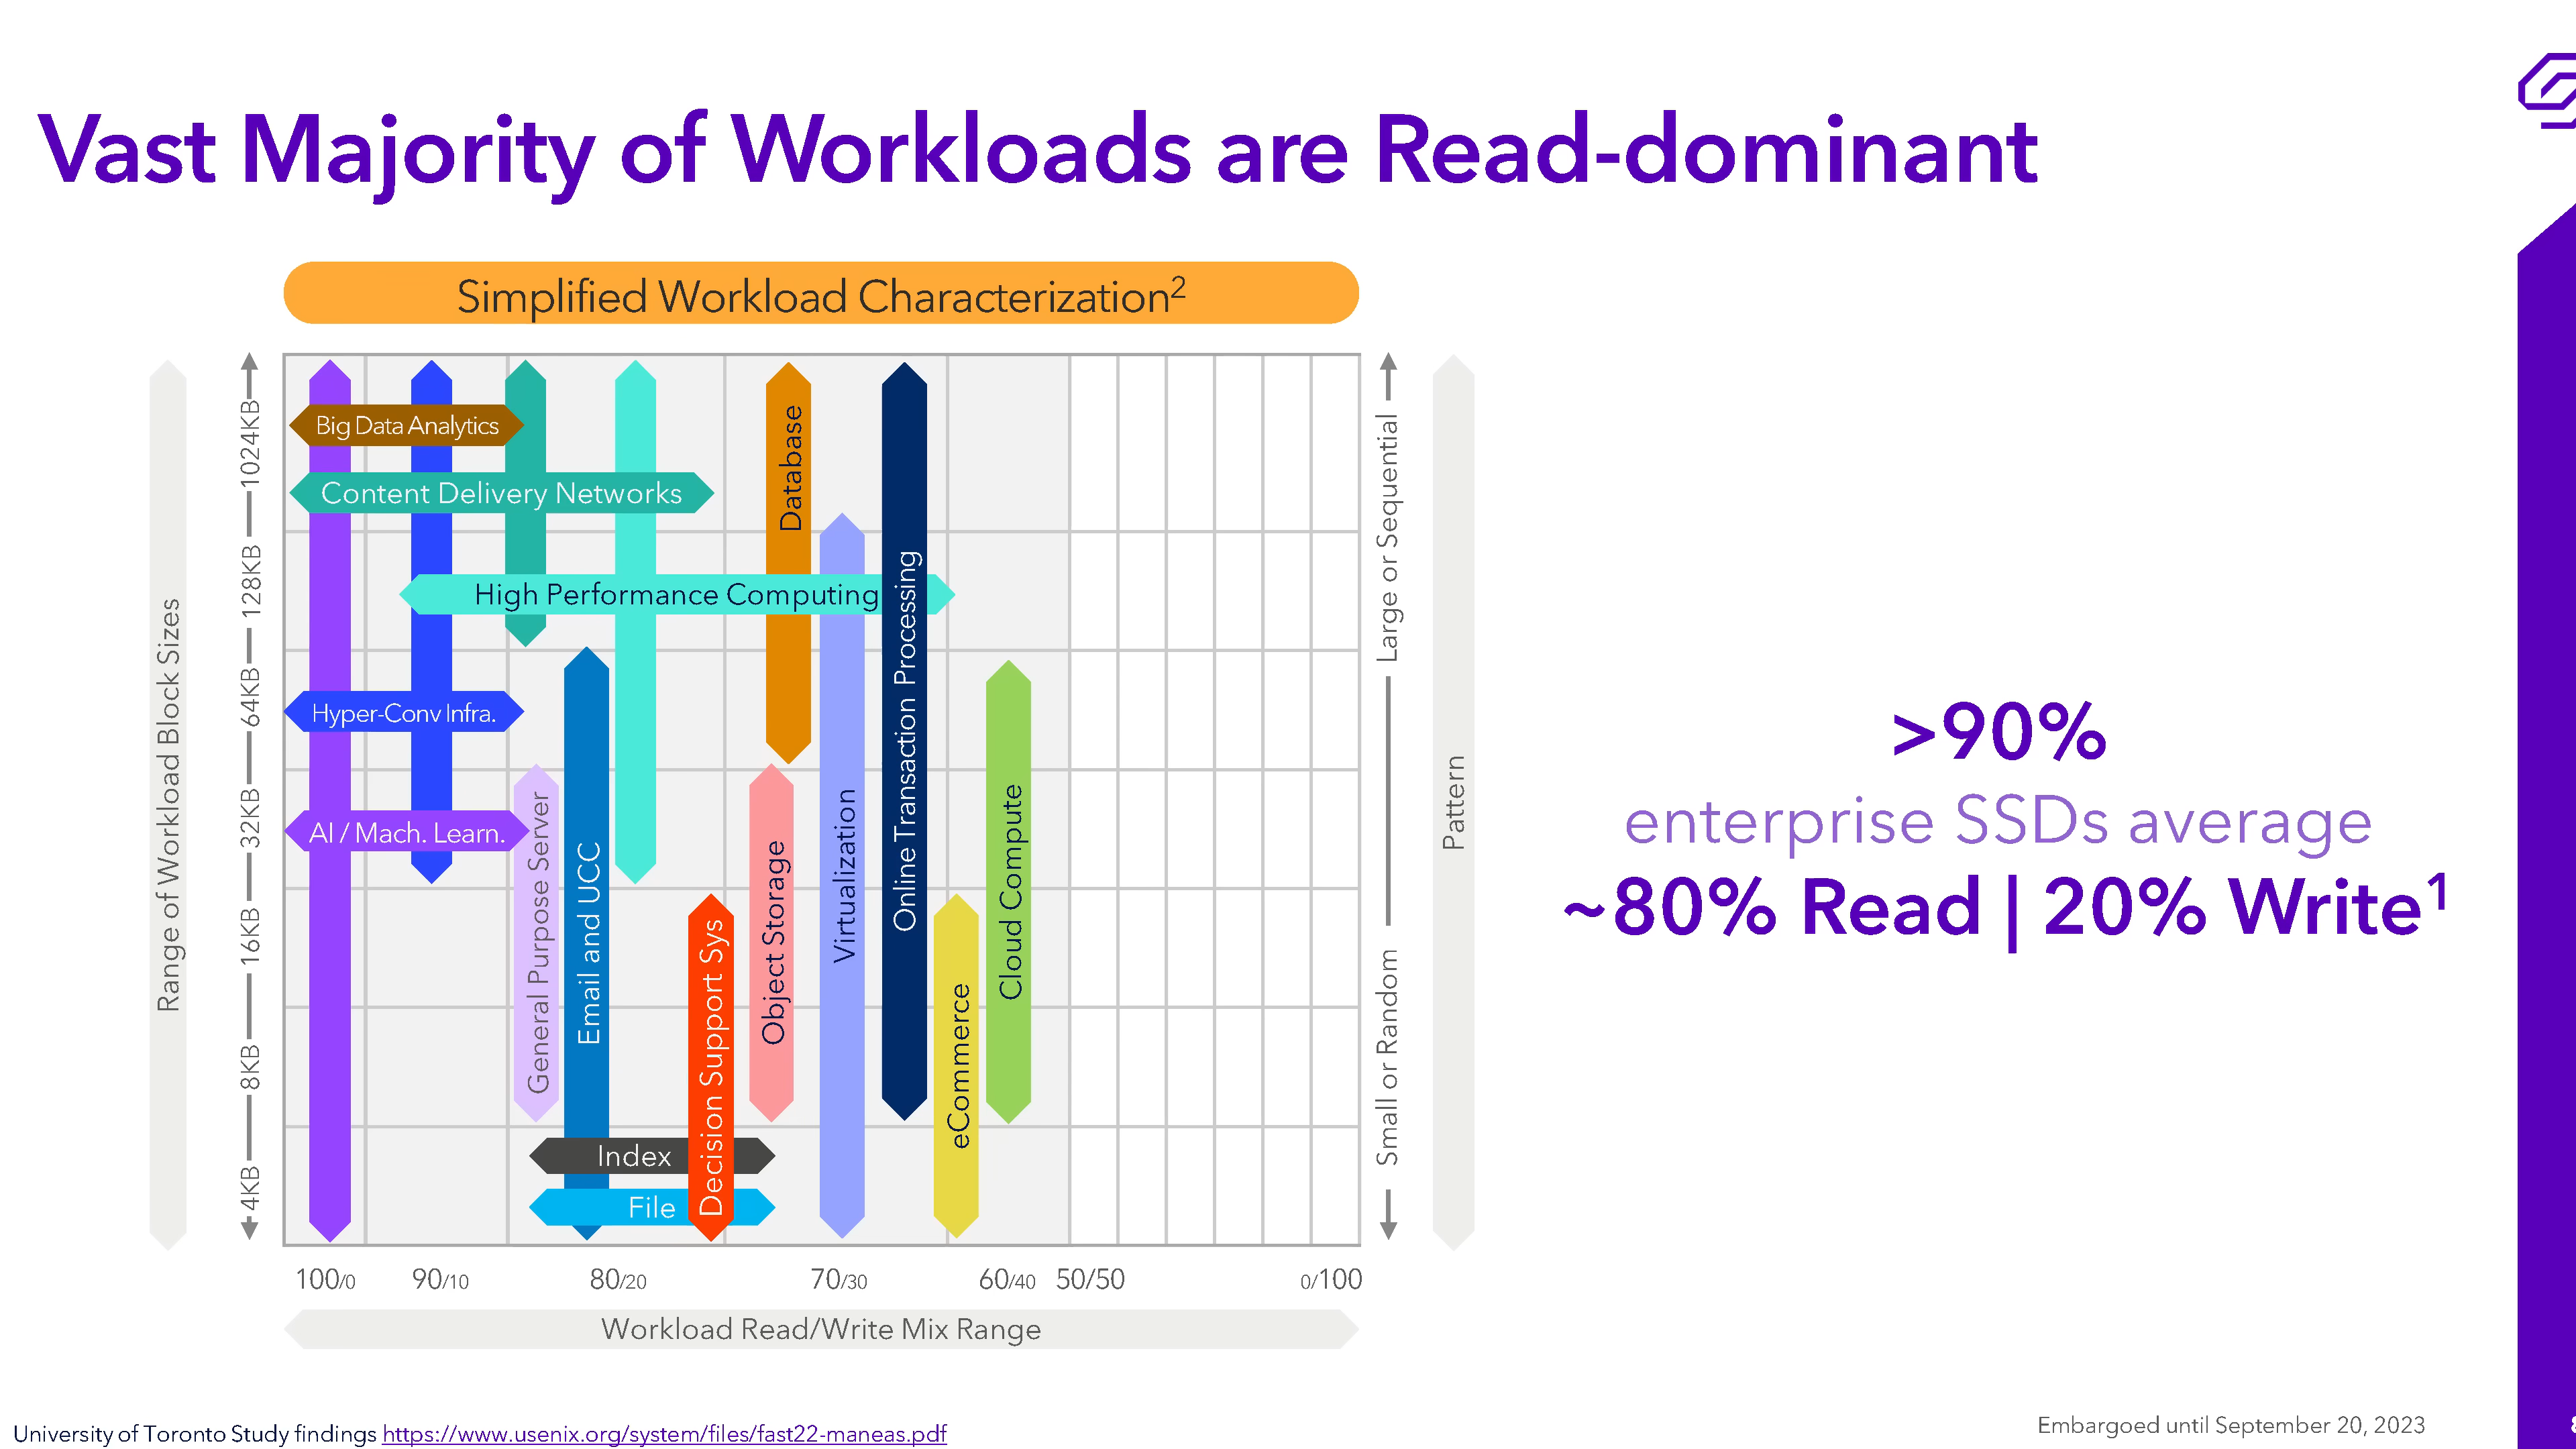 Vast Majority of Workloads are Read-dominant
Simplified Workload Characterization2
Range of Workload Block Sizes
1024KB
128KB
64KB
32KB
16KB
8KB
4KB
Big Data Analytics
Content Delivery Networks
High Performance Computing
Hyper-Conv Infra.
AI / Mach. Learn.
General Purpose Server
Email and UCC
Index
File
Decision Support Sys
Object Storage
Database
Virtualization
Online Transaction Processing
eCommerce
Cloud Compute
Large or Sequential
Small or Random
Pattern
100/0 90/10 80/20 70/30 60/40 50/50 0/100
Workload Read/Write Mix Range
>90%
enterprise SSDs average
~80% Read | 20% Write1
University of Toronto Study findings https://www.usenix.org/system/files/fast22-maneas.pdf
Embargoed until September 20, 2023